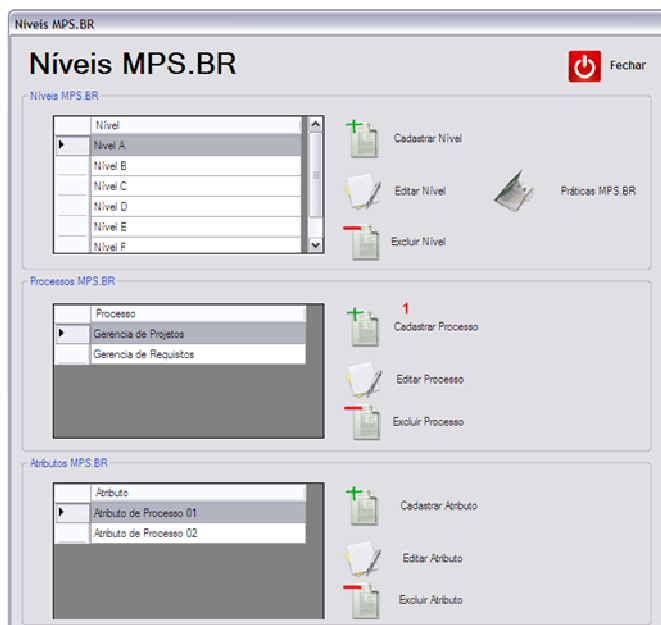 Níveis MPS.BR
Níveis MPS.BR
Fechar
Níveis MPS.BR
Nível
Nível A
Nível B
Nível C
Nível D
Nível E
Nível F
Cadastrar Nível
Editar Nível
Práticas MPS.BR
Excluir Nível
Processos MPS.BR
Processo
Gerencia de Projetos
Gerencia de Requisitos
1
Cadastrar Processo
Editar Processo
Excluir Processo
Atributos MPS.BR
Atributo
Atributo de Processo 01
Atributo de Processo 02
Cadastrar Atributo
Editar Atributo
Excluir Atributo